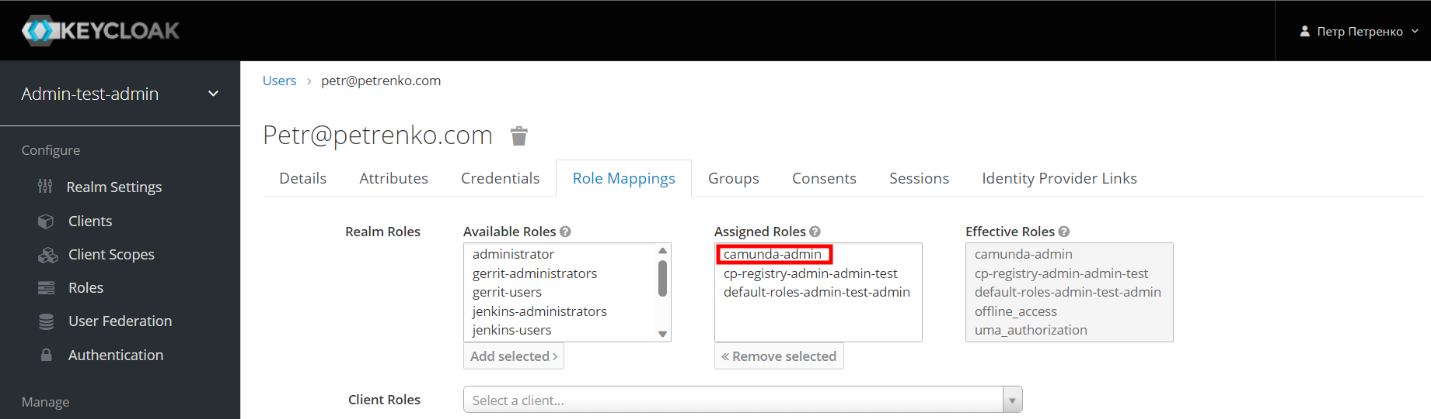 KEYCLOAK
Петр Петренко
Admin-test-admin
Configure
Realm Settings
Clients
Client Scopes
Roles
User Federation
Authentication
Manage
Users > petr@petrenko.com
Petr@petrenko.com
Details Attributes Credentials Role Mappings Groups Consents Sessions Identity Provider Links
Realm Roles
Available Roles
administrator
gerrit-administrators
gerrit-users
jenkins-administrators
jenkins-users
Add selected >
Assigned Roles
camunda-admin
cp-registry-admin-admin-test
default-roles-admin-test-admin
« Remove selected
Effective Roles
camunda-admin
cp-registry-admin-admin-test
default-roles-admin-test-admin
offline_access
uma_authorization
Client Roles
Select a client...